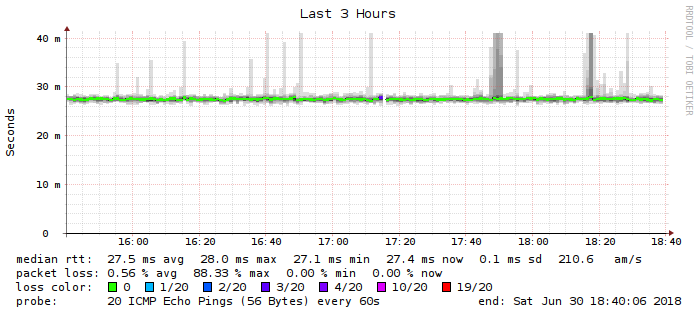 Last 3 Hours
RRDTOOL / TOBI OETIKER
Seconds
40 m
30 m
20 m
10 m
0
16:00 16:20 16:40 17:00 17:20 17:40 18:00 18:20 18:40
median rtt: 27.5 ms avg 28.0 ms max 27.1 ms min 27.4 ms now 0.1 ms sd 210.6 am/s
packet loss: 0.56 % avg 88.33 % max 0.00 % min 0.00 % now
loss color: 0 1/20 2/20 3/20 4/20 10/20 19/20
probe: 20 ICMP Echo Pings (56 Bytes) every 60s end: Sat Jun 30 18:40:06 2018